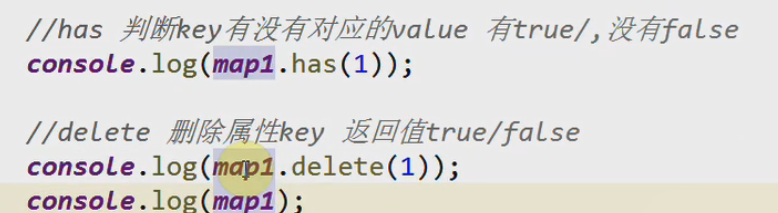 //has 判断key有没有对应的value 有true/,没有false
console.log(map1.has(1));
//delete 删除属性key 返回值true/false
console.log(map1.delete(1));
console.log(map1);